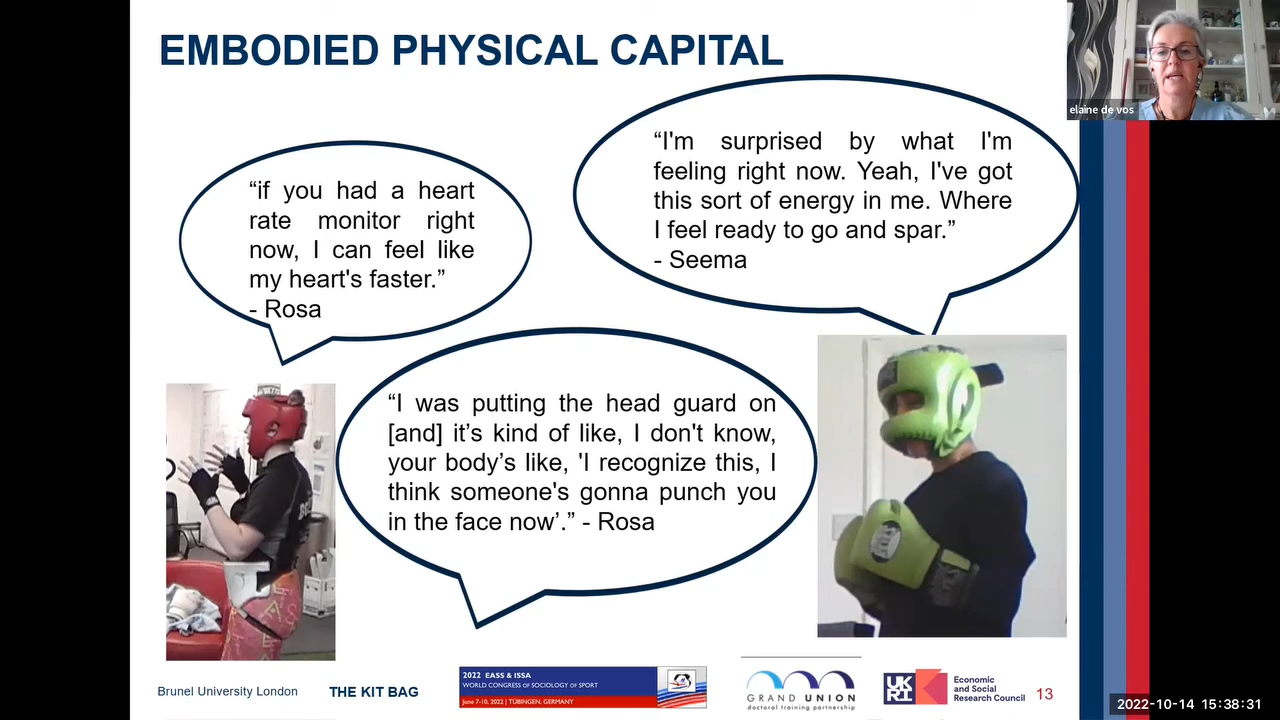 EMBODIED PHYSICAL CAPITAL
elaine de vos
“if you had a heart
rate monitor right
now, I can feel like
my heart's faster.”
- Rosa
“I'm surprised by what I'm
feeling right now. Yeah, I've got
this sort of energy in me. Where
I feel ready to go and spar.”
- Seema
“I was putting the head guard on
[and] it’s kind of like, I don't know,
your body’s like, 'I recognize this, I
think someone's gonna punch you
in the face now’.” - Rosa
Brunel University London
THE KIT BAG
2022 EASS & ISSA
WORLD CONGRESS OF SOCIOLOGY OF SPORT
June 7-10, 2022 | TÜBINGEN, GERMANY
GRAND UNION
doctoral training partnership
UK
RI
Economic
and Social
Research Council
13
2022-10-14 15:38:31